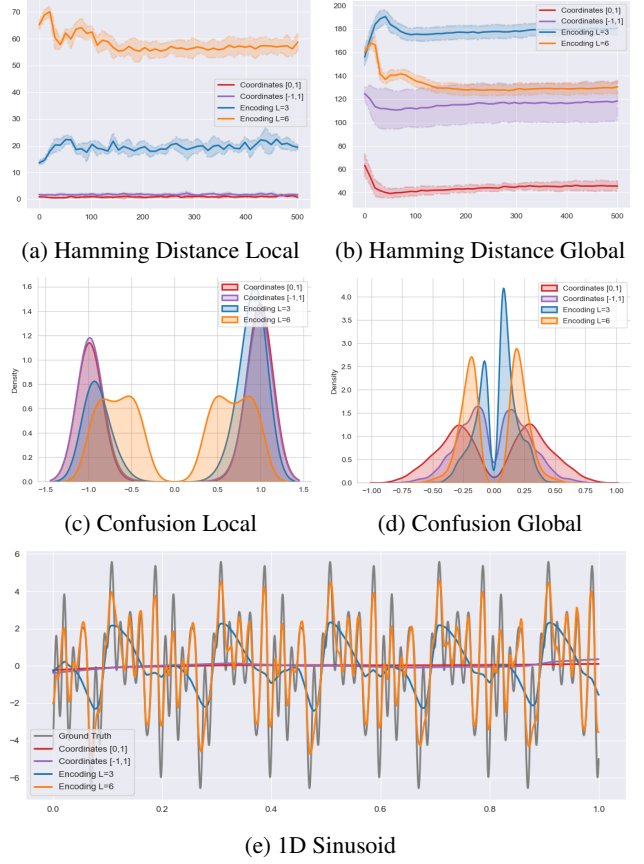 70
60
50
40
30
20
10
0
Coordinates [0,1]
Coordinates [-1,1]
Encoding L=3
Encoding L=6
0 100 200 300 400 500
(a) Hamming Distance Local
200
180
160
140
120
100
80
60
40
Coordinates [0,1]
Coordinates [-1,1]
Encoding L=3
Encoding L=6
0 100 200 300 400 500
(b) Hamming Distance Global
1.6
1.4
1.2
1.0
0.8
0.6
0.4
0.2
0.0
Density
Coordinates [0,1]
Coordinates [-1,1]
Encoding L=3
Encoding L=6
−1.5 −1.0 −0.5 0.0 0.5 1.0 1.5
(c) Confusion Local
4.0
3.5
3.0
2.5
2.0
1.5
1.0
0.5
0.0
Density
Coordinates [0,1]
Coordinates [-1,1]
Encoding L=3
Encoding L=6
−1.00 −0.75 −0.50 −0.25 0.00 0.25 0.50 0.75 1.00
(d) Confusion Global
6
4
2
0
−2
−4
−6
Ground Truth
Coordinates [0,1]
Coordinates [-1,1]
Encoding L=3
Encoding L=6
0.0 0.2 0.4 0.6 0.8 1.0
(e) 1D Sinusoid